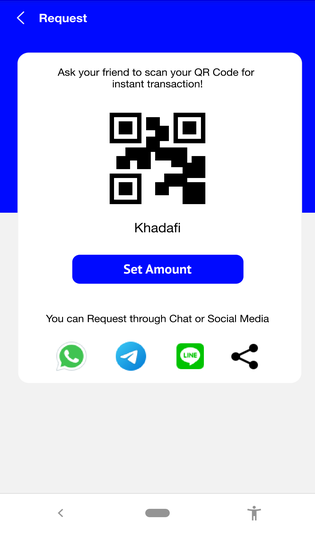 Request
Ask your friend to scan your QR Code for
instant transaction!
Khadafi
Set Amount
You can Request through Chat or Social Media
LINE